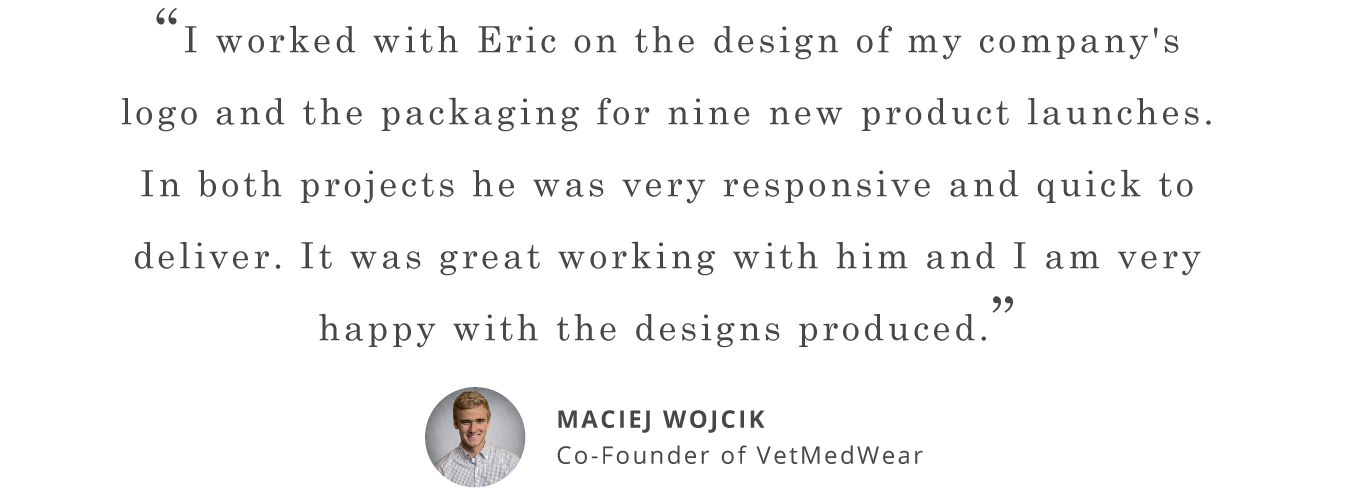 “I worked with Eric on the design of my company's
logo and the packaging for nine new product launches.
In both projects he was very responsive and quick to
deliver. It was great working with him and I am very
happy with the designs produced.”
MACIEJ WOJCIK
Co-Founder of VetMedWear